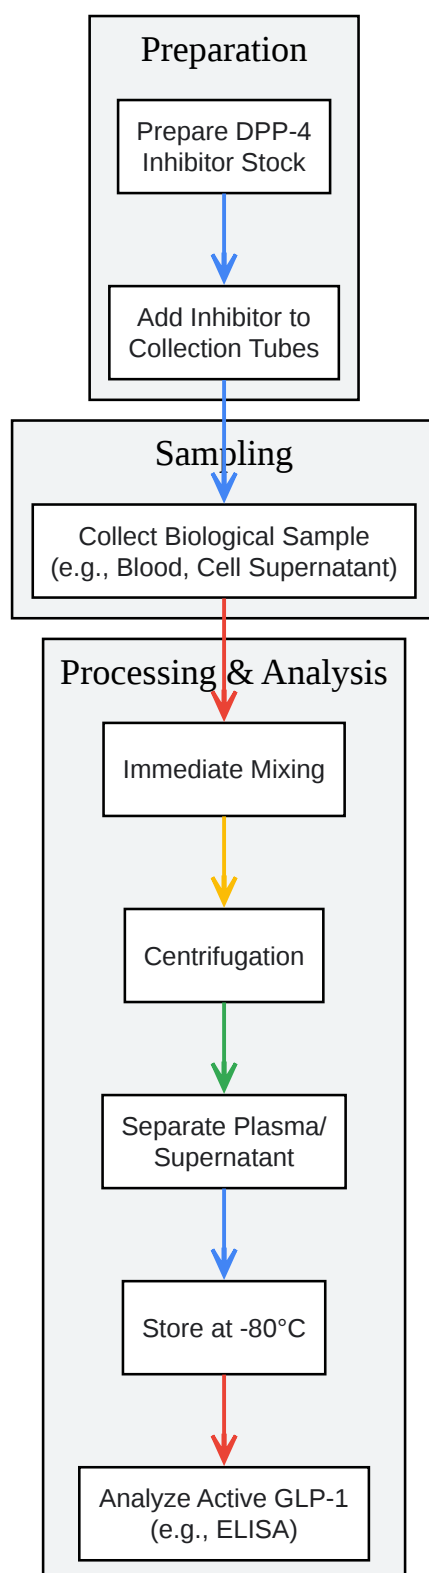 Preparation
Prepare DPP-4
Inhibitor Stock
Add Inhibitor to
Collection Tubes
Sampling
Collect Biological Sample
(e.g., Blood, Cell Supernatant)
Processing & Analysis
Immediate Mixing
Centrifugation
Separate Plasma/
Supernatant
Store at -80°C
Analyze Active GLP-1
(e.g., ELISA)